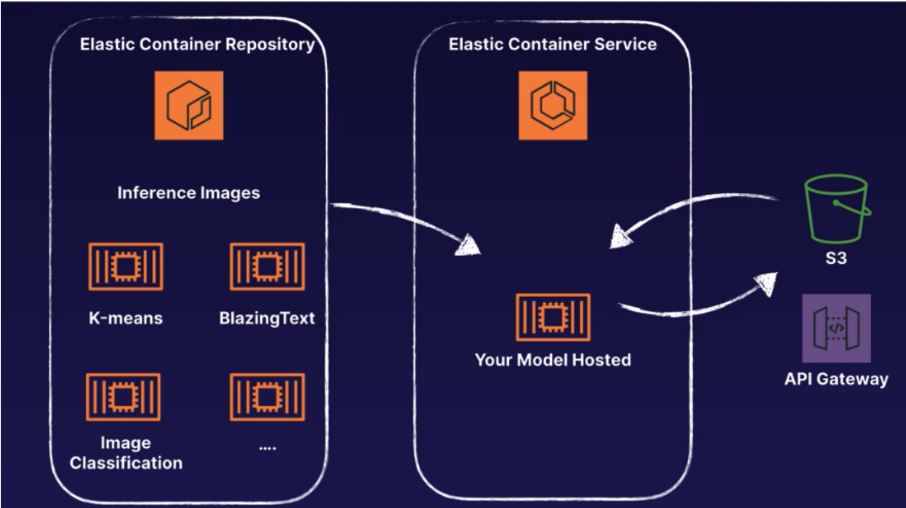 Elastic Container Repository
Inference Images
K-means
BlazingText
Image
Classification
....
Elastic Container Service
Your Model Hosted
S3
</>
API Gateway